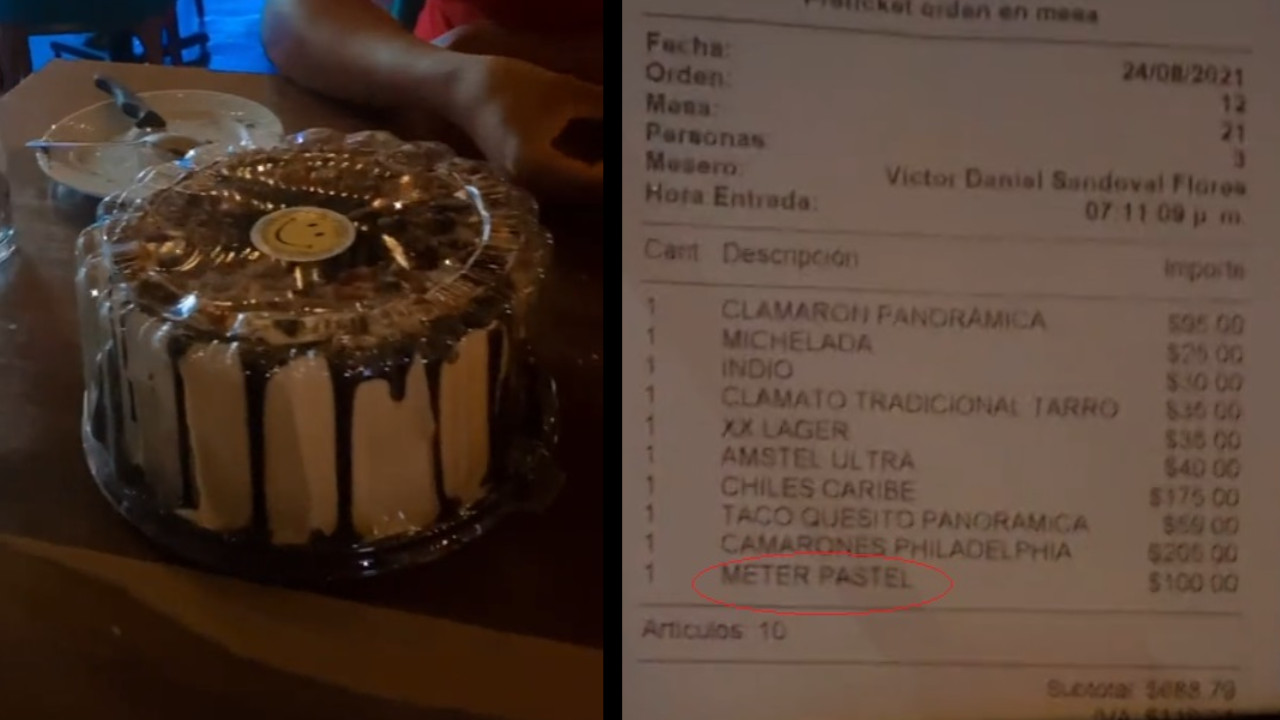 Preticket orden en mesa
Fecha: 24/08/2021
Orden: 12
Mesa: 21
Personas: 3
Mesero: Victor Daniel Sandoval Flores
Hora Entrada: 07:11:09 p. m.
Cant Descripción Importe
1 CLAMARON PANORAMICA $95.00
1 MICHELADA $25.00
1 INDIO $30.00
1 CLAMATO TRADICIONAL TARRO $35.00
1 XX LAGER $35.00
1 AMSTEL ULTRA $40.00
1 CHILES CARIBE $175.00
1 TACO QUESITO PANORAMICA
1 CAMARONES PHILADELPHIA $205.00
1 METER PASTEL $100.00
Articulos: 10
Subtotal: $688.79